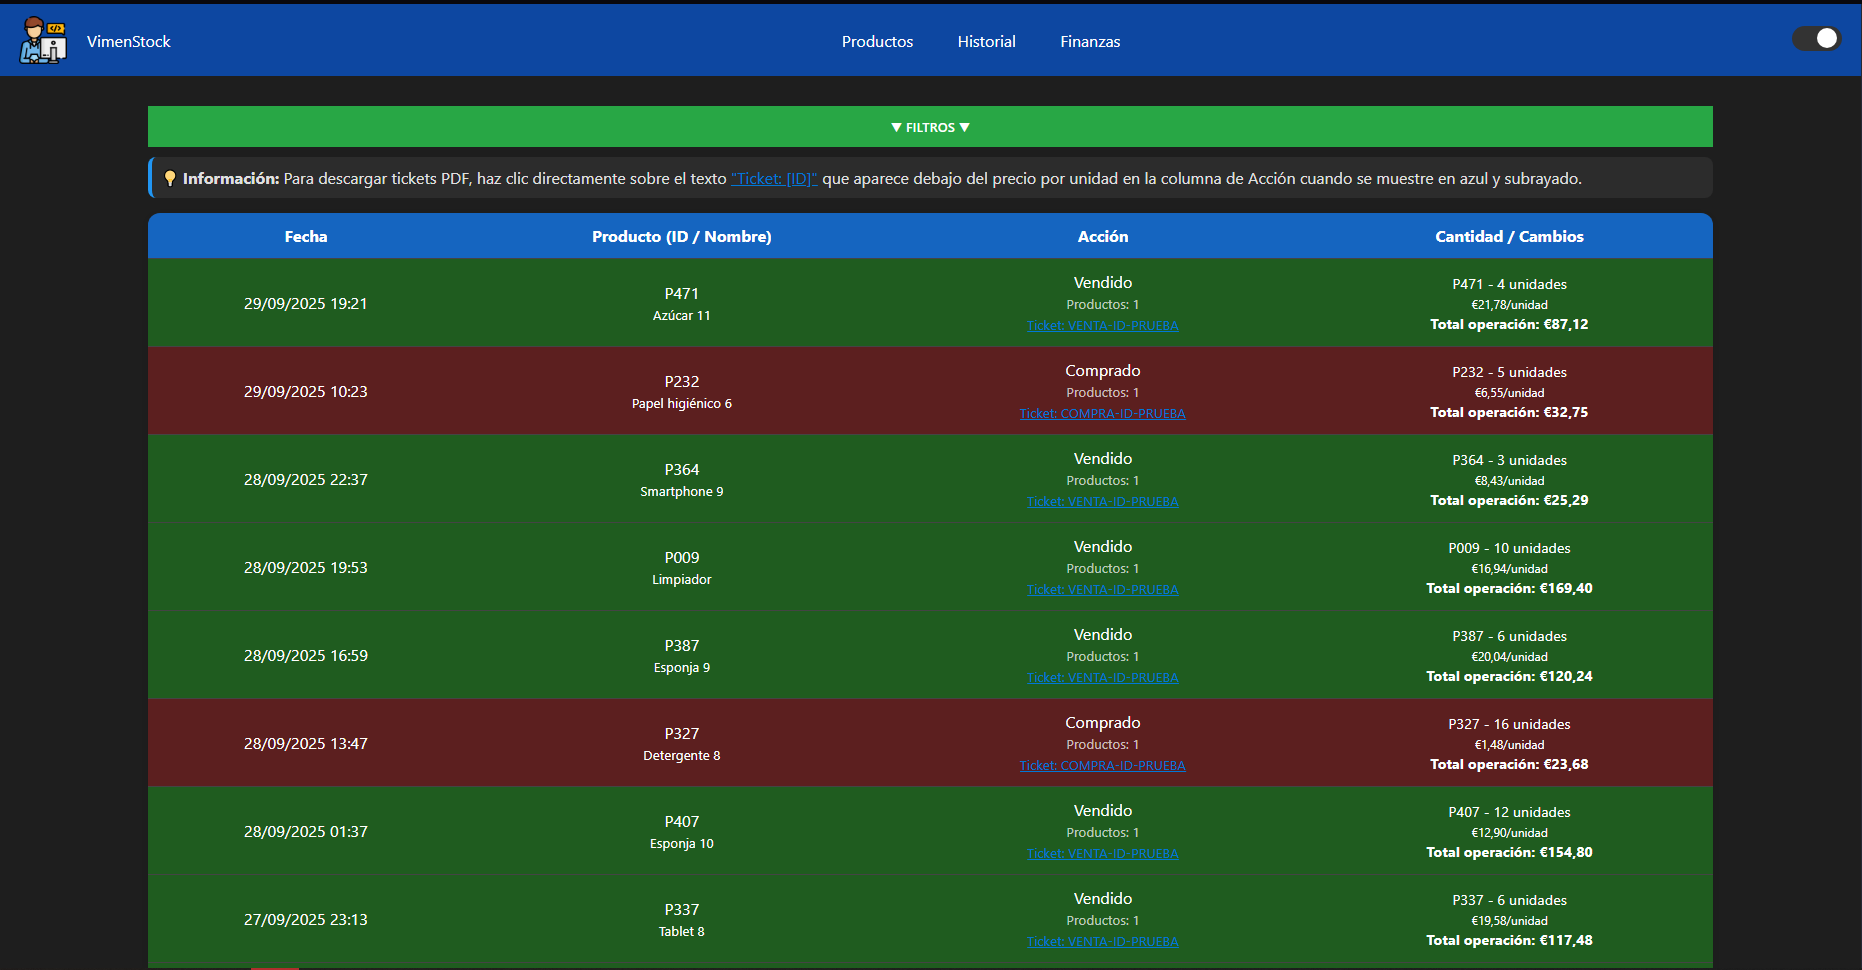 VimenStock
Productos Historial Finanzas
▼ FILTROS ▼
Información: Para descargar tickets PDF, haz clic directamente sobre el texto "Ticket: [ID]" que aparece debajo del precio por unidad en la columna de Acción cuando se muestre en azul y subrayado.
Fecha Producto (ID / Nombre) Acción Cantidad / Cambios
29/09/2025 19:21
P471
Azúcar 11
Vendido
Productos: 1
Ticket: VENTA-ID-PRUEBA
P471 - 4 unidades
€21,78/unidad
Total operación: €87,12
29/09/2025 10:23
P232
Papel higiénico 6
Comprado
Productos: 1
Ticket: COMPRA-ID-PRUEBA
P232 - 5 unidades
€6,55/unidad
Total operación: €32,75
28/09/2025 22:37
P364
Smartphone 9
Vendido
Productos: 1
Ticket: VENTA-ID-PRUEBA
P364 - 3 unidades
€8,43/unidad
Total operación: €25,29
28/09/2025 19:53
P009
Limpiador
Vendido
Productos: 1
Ticket: VENTA-ID-PRUEBA
P009 - 10 unidades
€16,94/unidad
Total operación: €169,40
28/09/2025 16:59
P387
Esponja 9
Vendido
Productos: 1
Ticket: VENTA-ID-PRUEBA
P387 - 6 unidades
€20,04/unidad
Total operación: €120,24
28/09/2025 13:47
P327
Detergente 8
Comprado
Productos: 1
Ticket: COMPRA-ID-PRUEBA
P327 - 16 unidades
€1,48/unidad
Total operación: €23,68
28/09/2025 01:37
P407
Esponja 10
Vendido
Productos: 1
Ticket: VENTA-ID-PRUEBA
P407 - 12 unidades
€12,90/unidad
Total operación: €154,80
27/09/2025 23:13
P337
Tablet 8
Vendido
Productos: 1
Ticket: VENTA-ID-PRUEBA
P337 - 6 unidades
€19,58/unidad
Total operación: €117,48